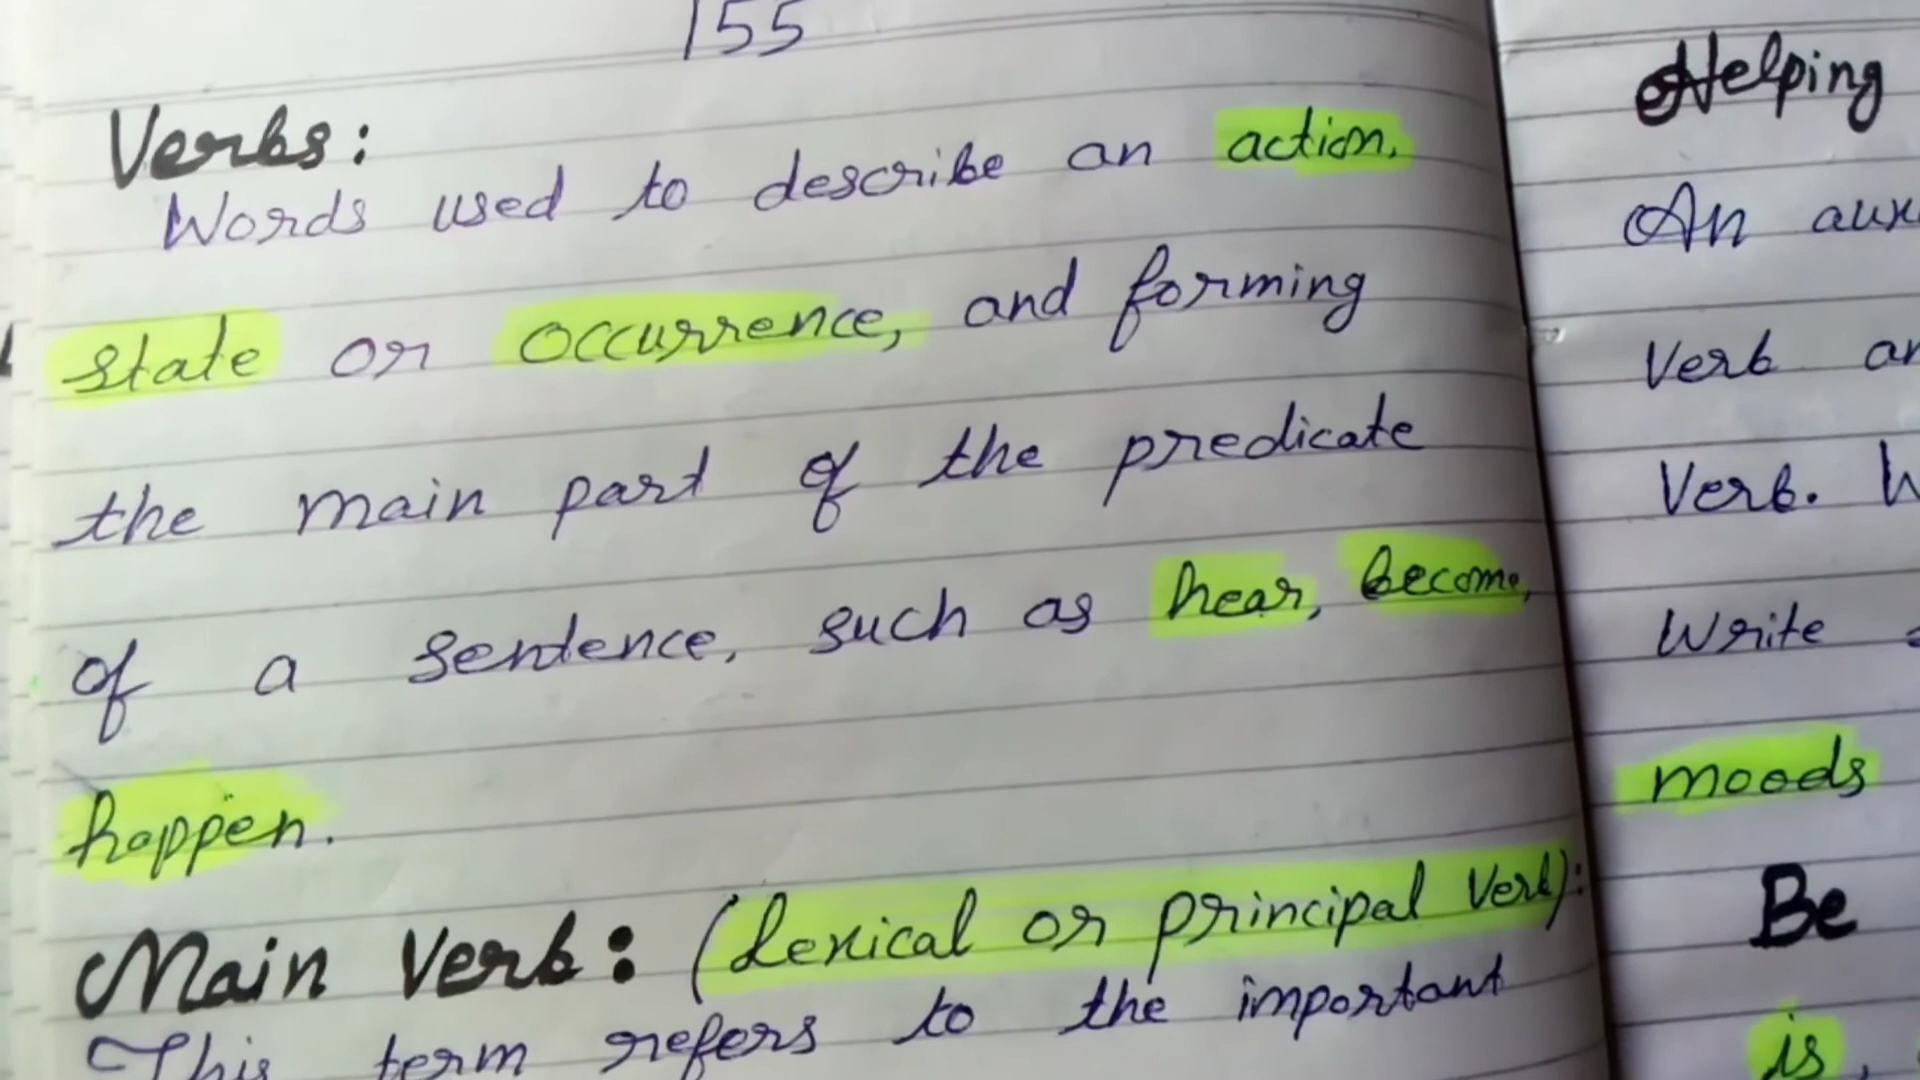 155
Verbs:
Words used to describe an action,
state or occurrence, and forming
the main part of the predicate
of a sentence, such as hear, become,
happen.
Main Verb: (Lexical or principal Verb):
This term refers to the important
Helping
An
Verb
Verb.
Write
moods
Be
is,